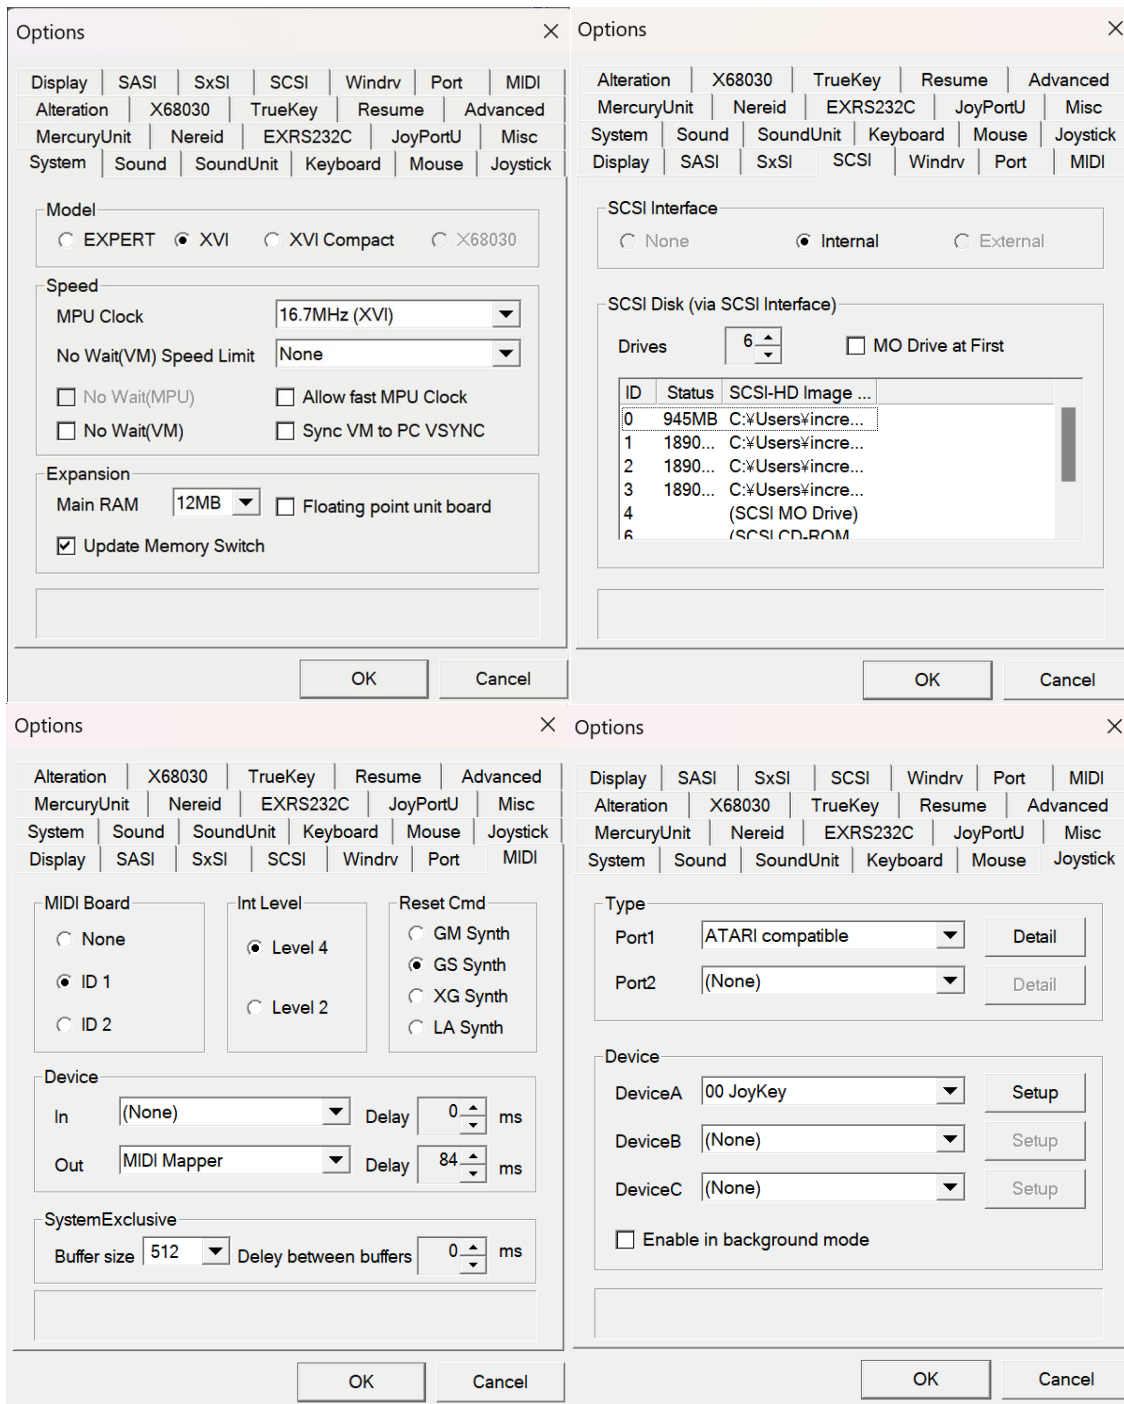 Options
Display SASI SxSI SCSI Windrv Port MIDI
Alteration X68030 TrueKey Resume Advanced
MercuryUnit Nereid EXRS232C JoyPortU Misc
System Sound SoundUnit Keyboard Mouse Joystick
Model
EXPERT XVI XVI Compact X68030
Speed
MPU Clock 16.7MHz (XVI)
No Wait(VM) Speed Limit None
No Wait(MPU) Allow fast MPU Clock
No Wait(VM) Sync VM to PC VSYNC
Expansion
Main RAM 12MB Floating point unit board
Update Memory Switch
OK Cancel
Options
Alteration X68030 TrueKey Resume Advanced
MercuryUnit Nereid EXRS232C JoyPortU Misc
System Sound SoundUnit Keyboard Mouse Joystick
Display SASI SxSI SCSI Windrv Port MIDI
SCSI Interface
None Internal External
SCSI Disk (via SCSI Interface)
Drives 6 MO Drive at First
ID Status SCSI-HD Image ...
0 945MB C:¥Users¥incre...
1 1890... C:¥Users¥incre...
2 1890... C:¥Users¥incre...
3 1890... C:¥Users¥incre...
4 (SCSI MO Drive)
6 (SCSI CD-ROM
OK Cancel
Options
Alteration X68030 TrueKey Resume Advanced
MercuryUnit Nereid EXRS232C JoyPortU Misc
System Sound SoundUnit Keyboard Mouse Joystick
Display SASI SxSI SCSI Windrv Port MIDI
MIDI Board Int Level Reset Cmd
None Level 4 GM Synth
ID 1 GS Synth
ID 2 Level 2 XG Synth
LA Synth
Device
In (None) Delay 0 ms
Out MIDI Mapper Delay 84 ms
SystemExclusive
Buffer size 512 Deley between buffers 0 ms
OK Cancel
Options
Display SASI SxSI SCSI Windrv Port MIDI
Alteration X68030 TrueKey Resume Advanced
MercuryUnit Nereid EXRS232C JoyPortU Misc
System Sound SoundUnit Keyboard Mouse Joystick
Type
Port1 ATARI compatible Detail
Port2 (None) Detail
Device
DeviceA 00 JoyKey Setup
DeviceB (None) Setup
DeviceC (None) Setup
Enable in background mode
OK Cancel